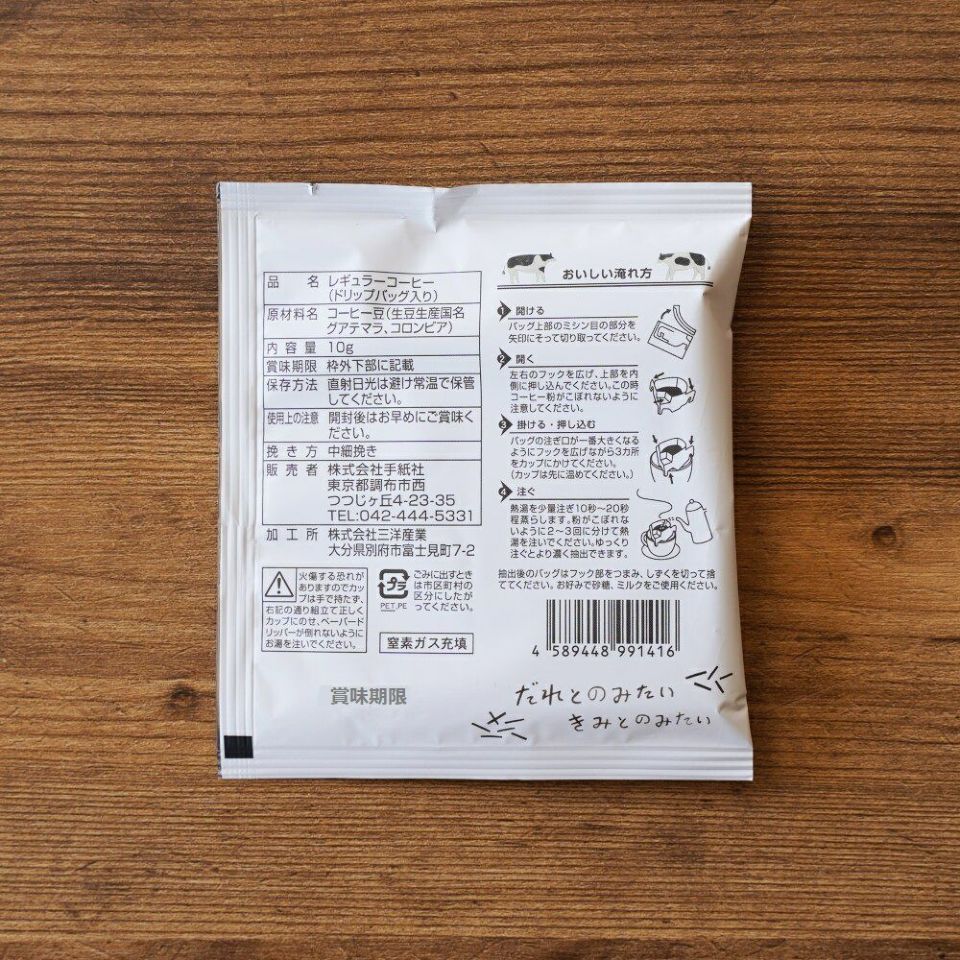 品名 レギュラーコーヒー
(ドリップバッグ入り)
原材料名 コーヒー豆(生豆生産国名
グアテマラ、コロンビア)
内容量 10g
賞味期限 枠外下部に記載
保存方法 直射日光は避け常温で保管
してください。
使用上の注意 開封後はお早めにご賞味く
ださい。
挽き方 中細挽き
販売者 株式会社手紙社
東京都調布市西
つつじヶ丘4-23-35
TEL:042-444-5331
加工所 株式会社三洋産業
大分県別府市富士見町7-2
火傷する恐れが
ありますのでカッ
プは手で持たず、
右記の通り組立て正しく
カップにのせ、ペーパード
リッパーが倒れないように
お湯を注いでください。
プラ
PET,PE
ごみに出すとき
は市区町村の
区分にしたが
ってください。
窒素ガス充填
賞味期限
おいしい淹れ方
1 開ける
バッグ上部のミシン目の部分を
矢印にそって切り取ってください。
2 開く
左右のフックを広げ、上部を内
側に押し込んでください。この時
コーヒー粉がこぼれないように
注意してください。
3 掛ける・押し込む
バッグの注ぎ口が一番大きくなる
ようにフックを広げながら3カ所
をカップにかけてください。
(カップは先に温めてください。)
4 注ぐ
熱湯を少量注ぎ10秒~20秒
程蒸らします。粉がこぼれな
いように2~3回に分けて熱
湯を注いでください。ゆっくり
注ぐとより濃く抽出できます。
抽出後のバッグはフック部をつまみ、しずくを切って捨
ててください。お好みで砂糖、ミルクをご使用ください。
4 589448 991416
だれとのみたい
きみとのみたい